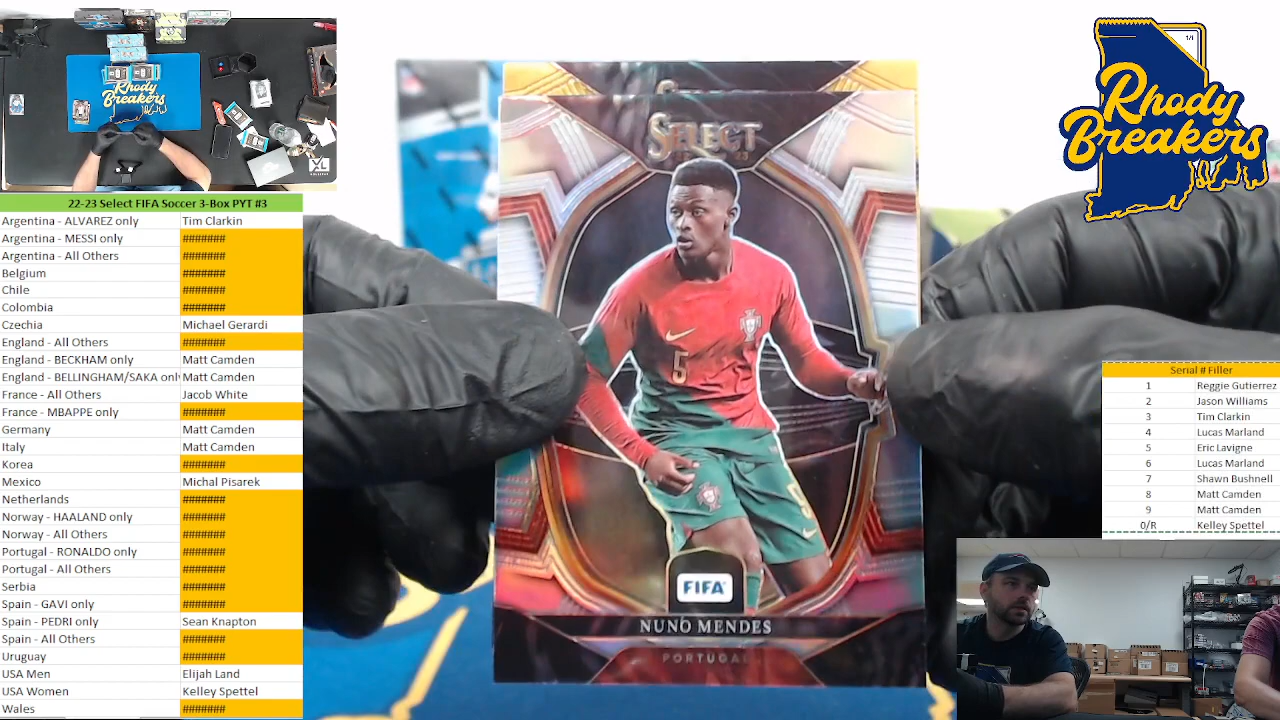 22-23 Select FIFA Soccer 3-Box PYT #3
Argentina - ALVAREZ only Tim Clarkin
Argentina - MESSI only #######
Argentina - All Others #######
Belgium #######
Chile #######
Colombia #######
Czechia Michael Gerardi
England - All Others #######
England - BECKHAM only Matt Camden
England - BELLINGHAM/SAKA only Matt Camden
France - All Others Jacob White
France - MBAPPE only #######
Germany Matt Camden
Italy Matt Camden
Korea #######
Mexico Michal Pisarek
Netherlands #######
Norway - HAALAND only #######
Norway - All Others #######
Portugal - RONALDO only #######
Portugal - All Others #######
Serbia #######
Spain - GAVI only #######
Spain - PEDRI only Sean Knapton
Spain - All Others #######
Uruguay #######
USA Men Elijah Land
USA Women Kelley Spettel
Wales #######
Rhody
Breakers
XL
SELECT
5
FIFA
NUNO MENDES
PORTUGAL
1/1
Rhody
Breakers
Serial # Filler
1 Reggie Gutierrez
2 Jason Williams
3 Tim Clarkin
4 Lucas Marland
5 Eric Lavigne
6 Lucas Marland
7 Shawn Bushnell
8 Matt Camden
9 Matt Camden
0/R Kelley Spettel